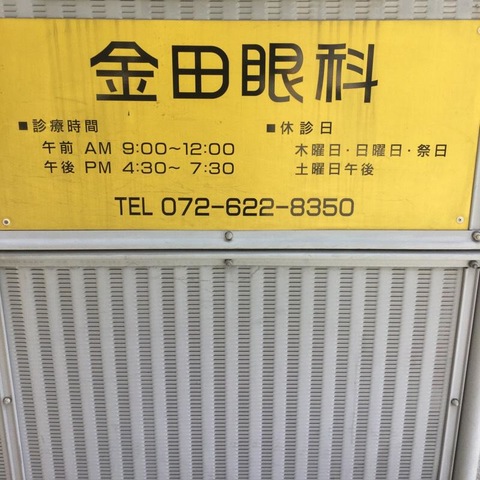 金田眼科
■診療時間
午前 AM 9:00～12:00
午後 PM 4:30～ 7:30
■休診日
木曜日・日曜日・祭日
土曜日午後
TEL 072-622-8350